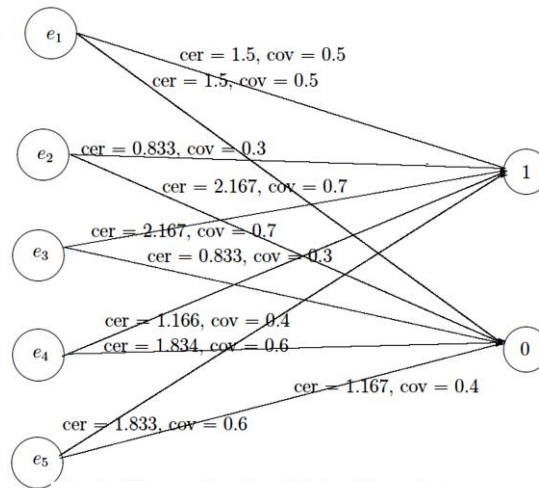 e1
cer = 1.5, cov = 0.5
cer = 1.5, cov = 0.5
e2
cer = 0.833, cov = 0.3
1
cer = 2.167, cov = 0.7
cer = 2.167, cov = 0.7
e3
cer = 0.833, cov = 0.3
cer = 1.166, cov = 0.4
e4
cer = 1.834, cov = 0.6
0
cer = 1.167, cov = 0.4
cer = 1.833, cov = 0.6
e5